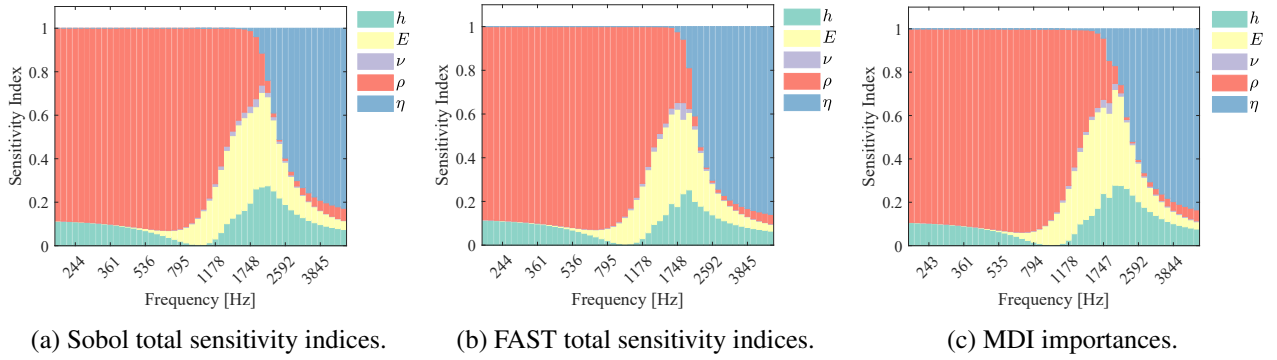 1
0.8
0.6
0.4
0.2
0
Sensitivity Index
244 361 536 795 1178 1748 2592 3845
Frequency [Hz]
h
E
ν
ρ
η
(a) Sobol total sensitivity indices.
1
0.8
0.6
0.4
0.2
0
Sensitivity Index
244 361 536 795 1178 1748 2592 3845
Frequency [Hz]
h
E
ν
ρ
η
(b) FAST total sensitivity indices.
1
0.8
0.6
0.4
0.2
0
Sensitivity Index
243 361 535 794 1178 1747 2592 3844
Frequency [Hz]
h
E
ν
ρ
η
(c) MDI importances.